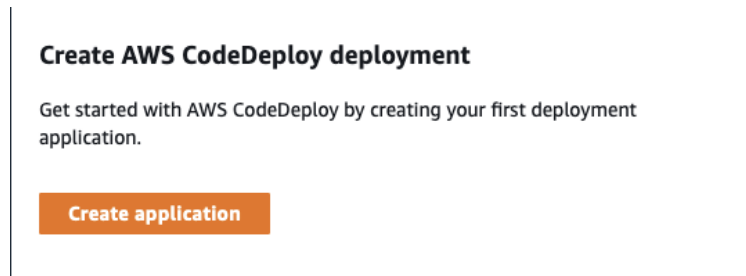 Create AWS CodeDeploy deployment
Get started with AWS CodeDeploy by creating your first deployment
application.
Create application